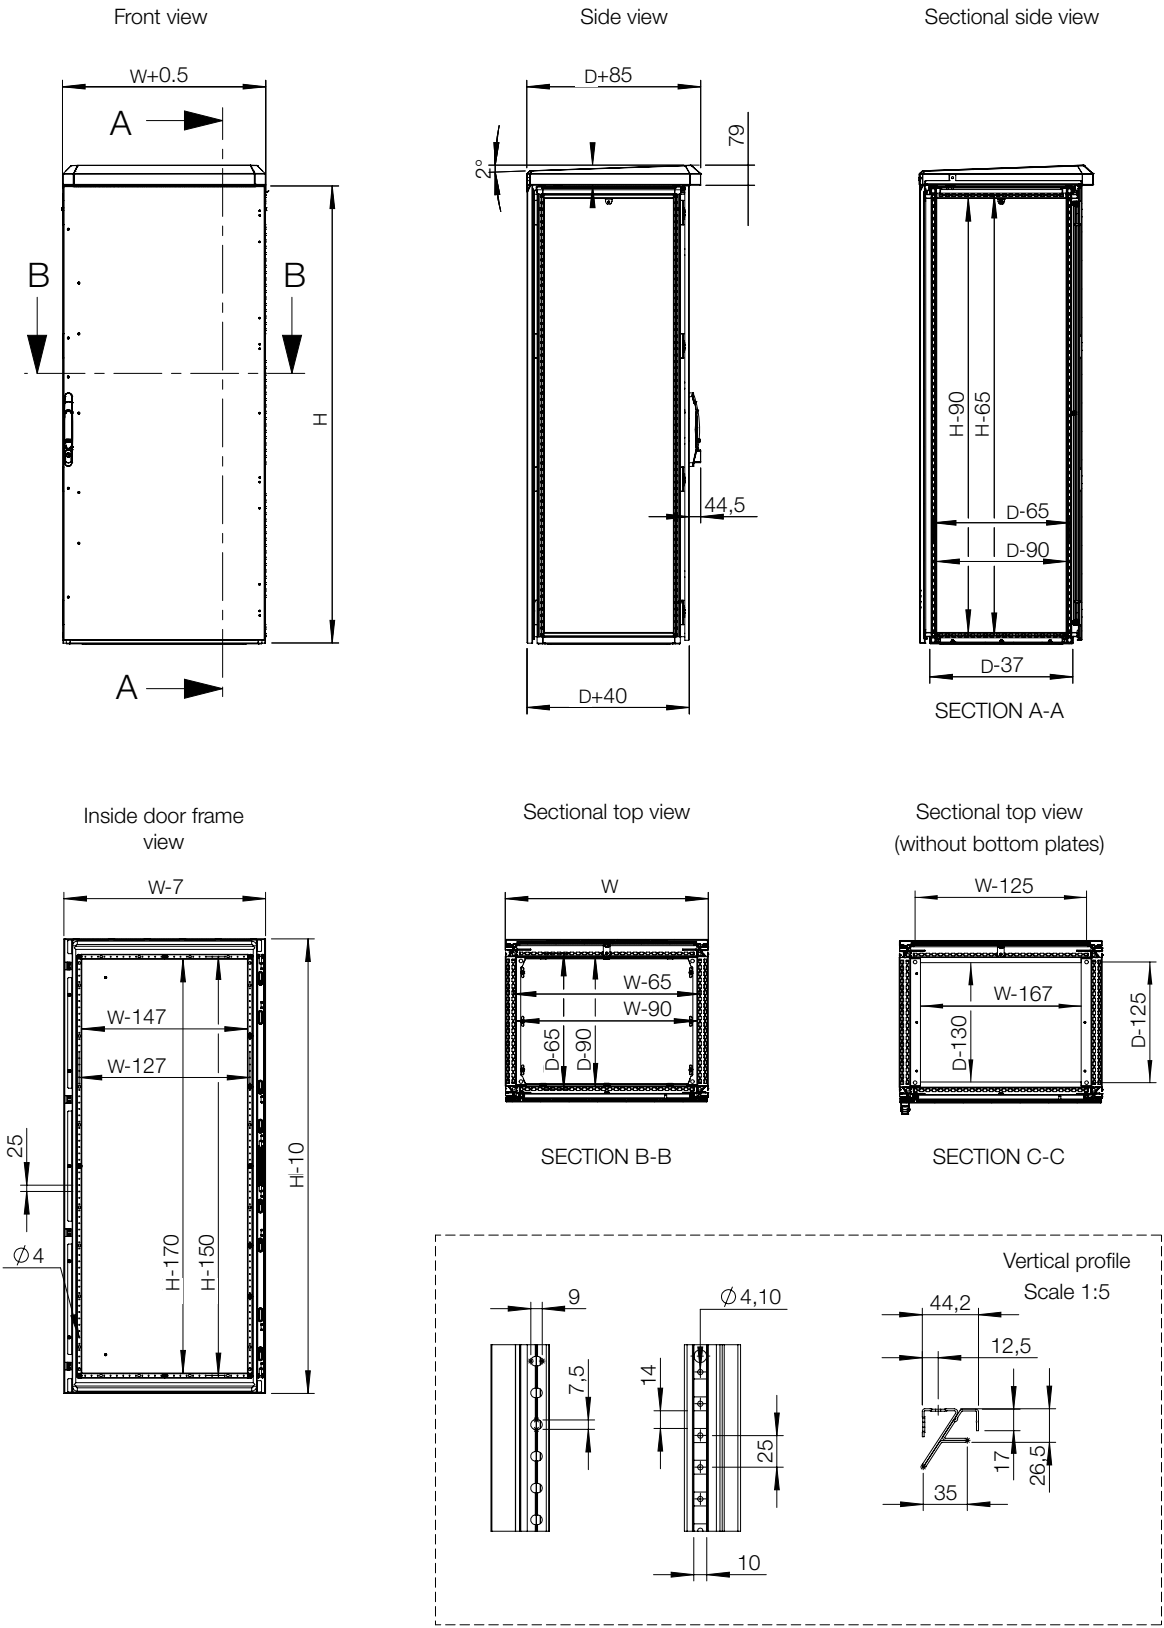 Front view
Side view
Sectional side view
W+0.5
D+85
A
79
2°
B
B
H
H-90
H-65
44,5
D-65
D-90
A
D+40
D-37
SECTION A-A
Inside door frame
view
Sectional top view
Sectional top view
(without bottom plates)
W-7
W
W-125
W-65
W-90
D-65
D-90
W-167
D-130
D-125
W-147
W-127
25
H-10
SECTION B-B
SECTION C-C
Ø4
H-170
H-150
Vertical profile
Scale 1:5
9
Ø4,10
44,2
12,5
7,5
14
25
17
26,5
35
10